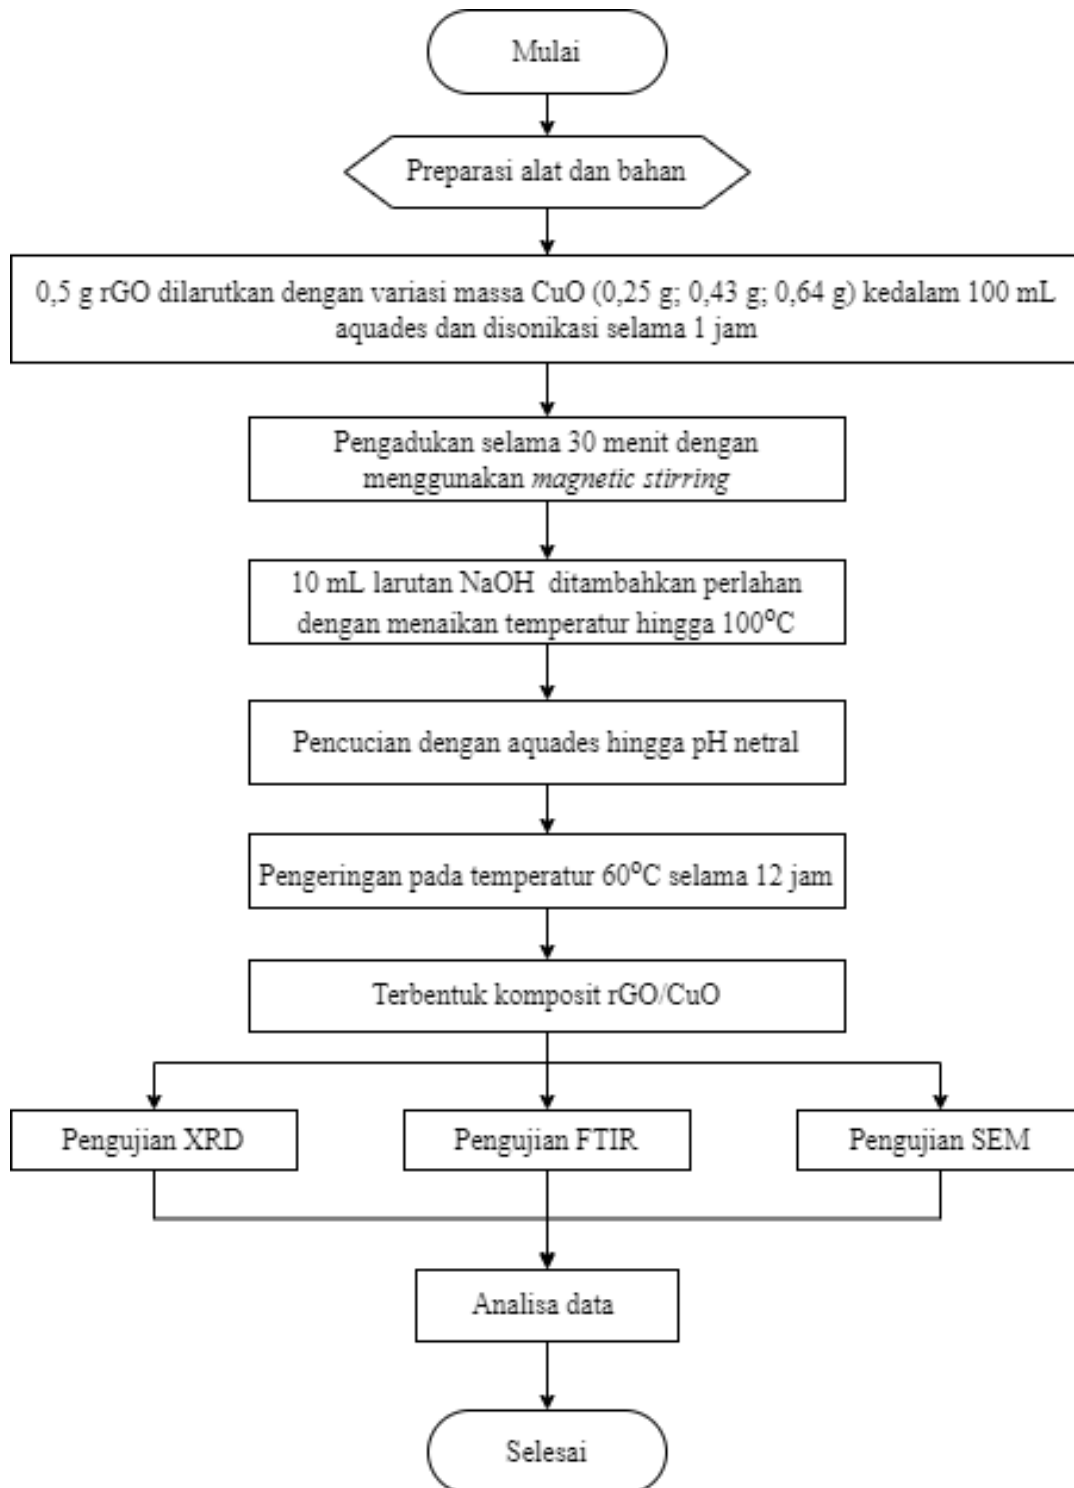 Mulai
Preparasi alat dan bahan
0,5 g rGO dilarutkan dengan variasi massa CuO (0,25 g; 0,43 g; 0,64 g) kedalam 100 mL
aquades dan disonikasi selama 1 jam
Pengadukan selama 30 menit dengan
menggunakan magnetic stirring
10 mL larutan NaOH ditambahkan perlahan
dengan menaikan temperatur hingga 100°C
Pencucian dengan aquades hingga pH netral
Pengeringan pada temperatur 60°C selama 12 jam
Terbentuk komposit rGO/CuO
Pengujian XRD
Pengujian FTIR
Pengujian SEM
Analisa data
Selesai